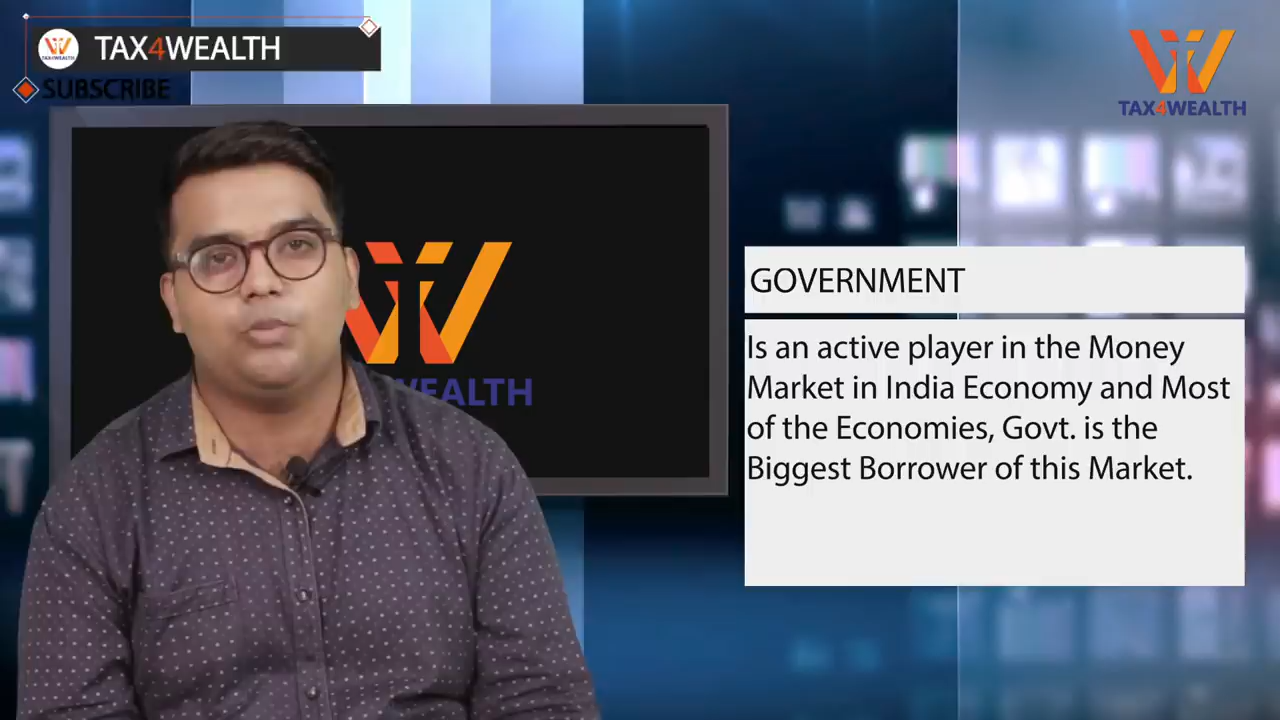 TAX4WEALTH
SUBSCRIBE
TAX4WEALTH
WEALTH
GOVERNMENT
Is an active player in the Money
Market in India Economy and Most
of the Economies, Govt. is the
Biggest Borrower of this Market.